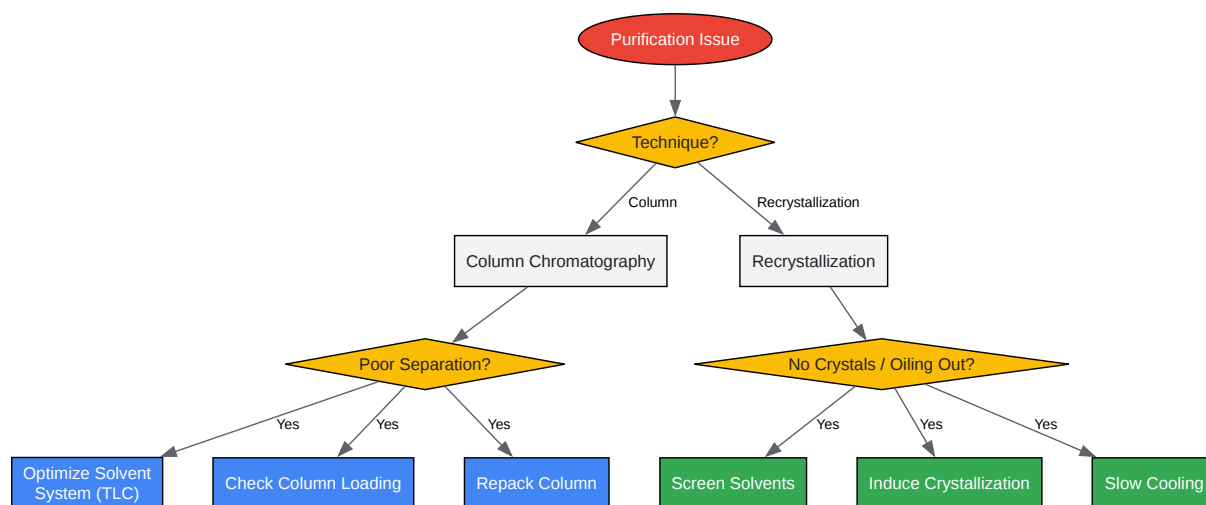 Purification Issue
Technique?
Column
Recrystallization
Column Chromatography
Recrystallization
Poor Separation?
No Crystals / Oiling Out?
Yes
Yes
Yes
Yes
Yes
Yes
Optimize Solvent
System (TLC)
Check Column Loading
Repack Column
Screen Solvents
Induce Crystallization
Slow Cooling